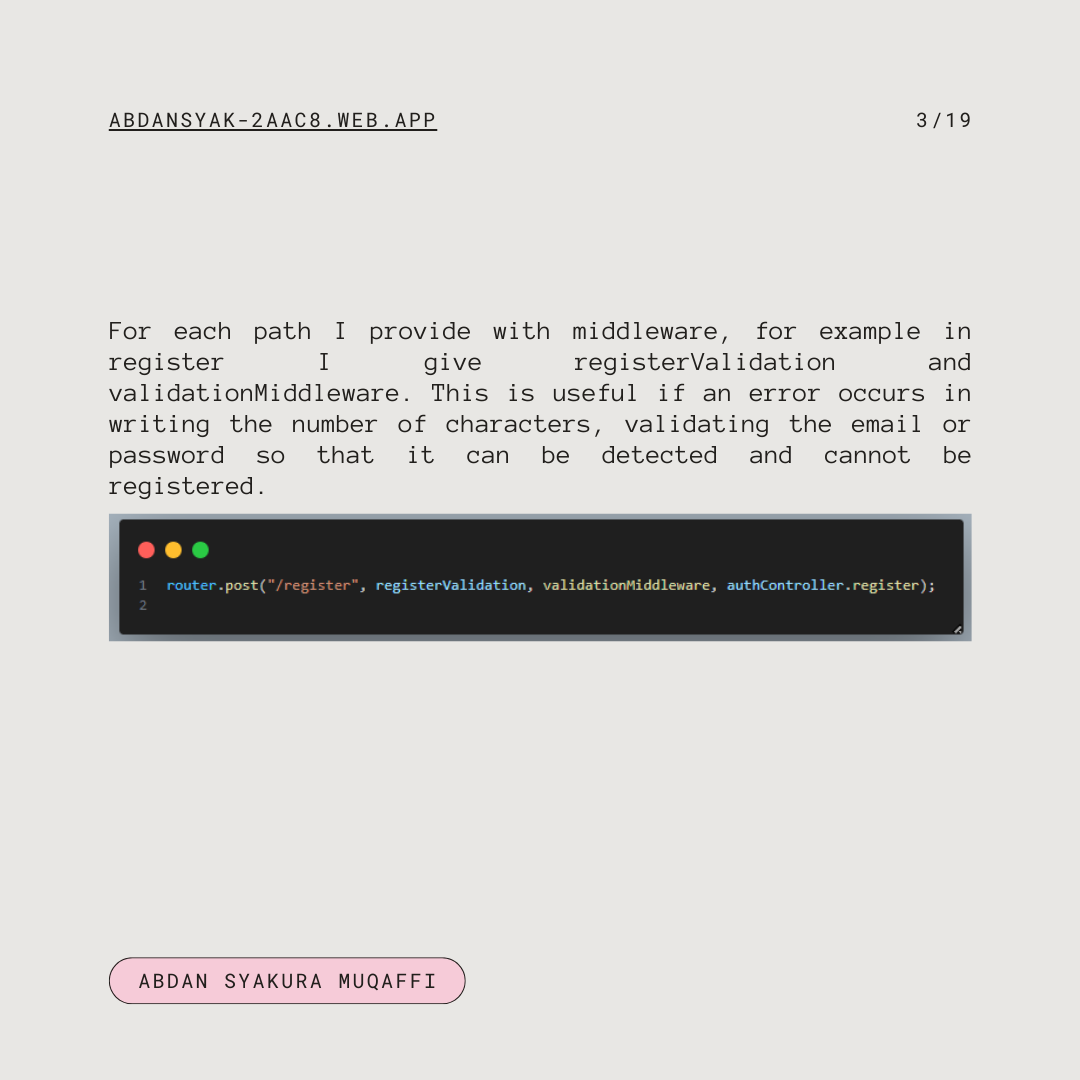 ABDANSYAK-2AAC8.WEB.APP
3/19
For each path I provide with middleware, for example in
register I give registerValidation and
validationMiddleware. This is useful if an error occurs in
writing the number of characters, validating the email or
password so that it can be detected and cannot be
registered.
1 router.post("/register", registerValidation, validationMiddleware, authController.register);
2
ABDAN SYAKURA MUQAFFI